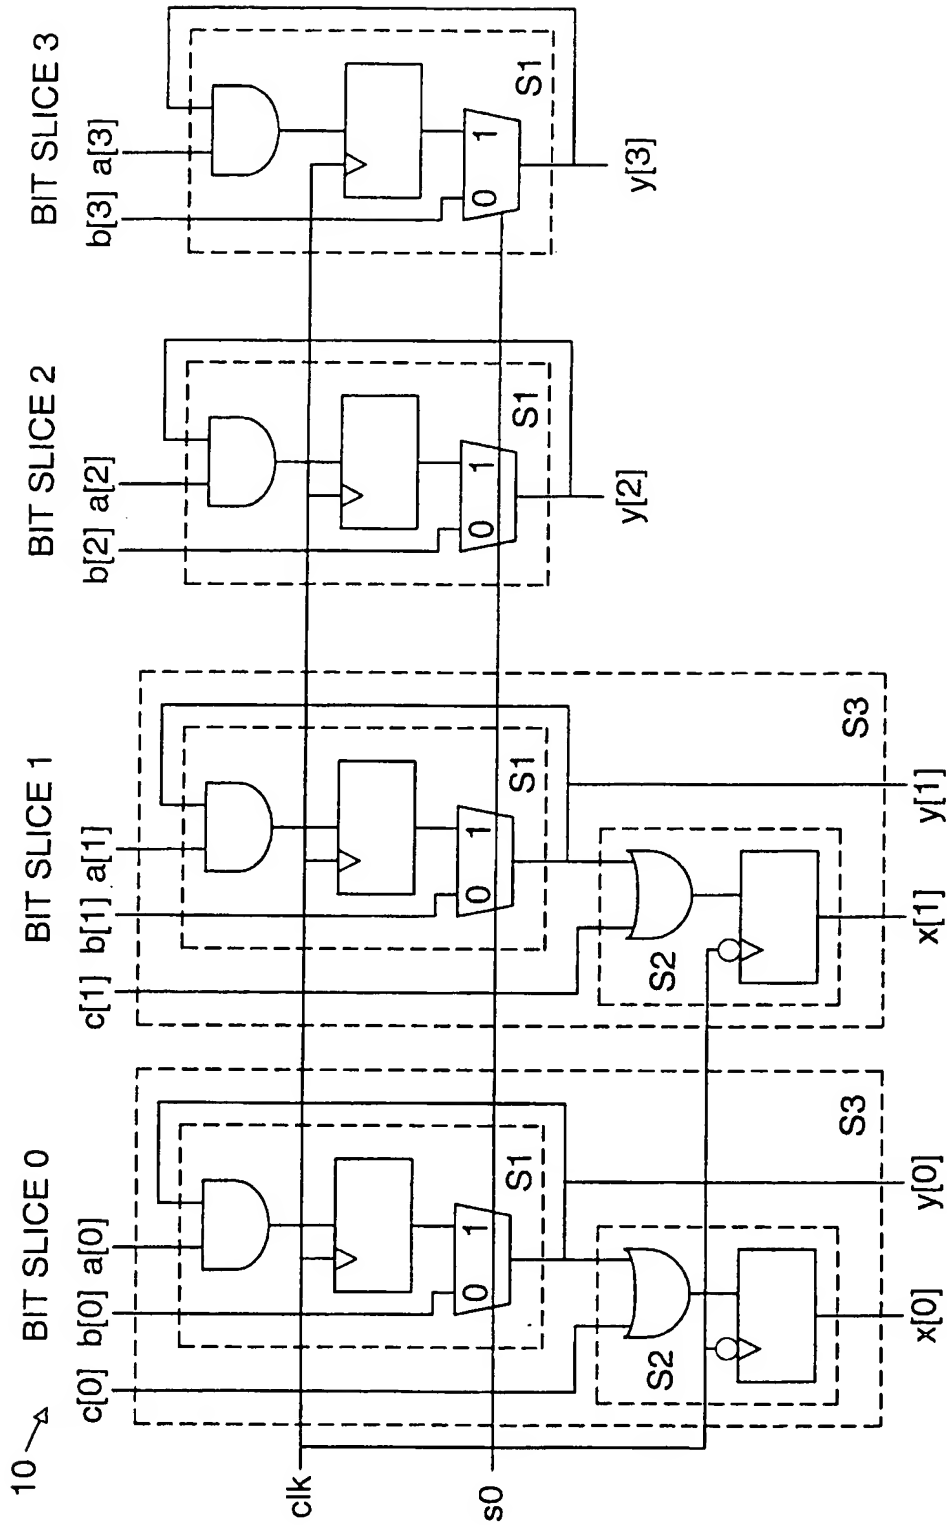 10
BIT SLICE 0
BIT SLICE 1
BIT SLICE 2
BIT SLICE 3
c[0] b[0] a[0]
c[1] b[1] a[1]
b[2] a[2]
b[3] a[3]
clk
s0
0 1
S1
0 1
S1
0 1
S1
0 1
S1
S2
S3
S2
S3
x[0] y[0]
x[1] y[1]
y[2]
y[3]